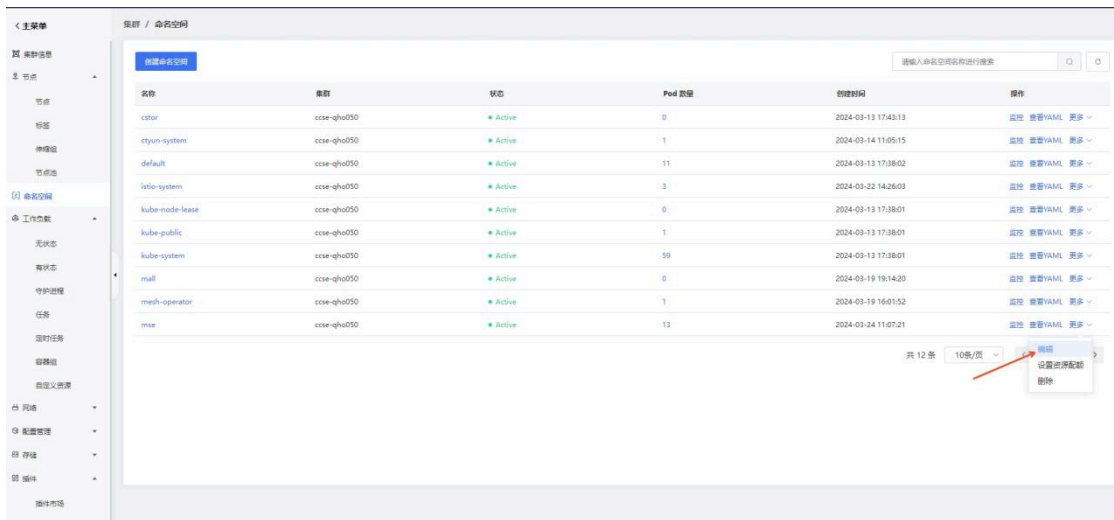 < 主菜单
集群 / 命名空间
集群信息
节点
节点
标签
伸缩组
节点池
命名空间
工作负载
无状态
有状态
守护进程
任务
定时任务
容器组
自定义资源
网络
配置管理
存储
插件
插件市场
创建命名空间
请输入命名空间名称进行搜索
名称 集群 状态 Pod 数量 创建时间 操作
cstor ccse-qho050 Active 0 2024-03-13 17:43:13 监控 查看YAML 更多
ctyun-system ccse-qho050 Active 1 2024-03-14 11:05:15 监控 查看YAML 更多
default ccse-qho050 Active 11 2024-03-13 17:38:02 监控 查看YAML 更多
istio-system ccse-qho050 Active 3 2024-03-22 14:26:03 监控 查看YAML 更多
kube-node-lease ccse-qho050 Active 0 2024-03-13 17:38:01 监控 查看YAML 更多
kube-public ccse-qho050 Active 1 2024-03-13 17:38:01 监控 查看YAML 更多
kube-system ccse-qho050 Active 59 2024-03-13 17:38:01 监控 查看YAML 更多
mall ccse-qho050 Active 0 2024-03-19 19:14:20 监控 查看YAML 更多
mesh-operator ccse-qho050 Active 1 2024-03-19 16:01:52 监控 查看YAML 更多
mse ccse-qho050 Active 13 2024-03-24 11:07:21 监控 查看YAML 更多
共 12 条 10条/页
编辑
设置资源配额
删除